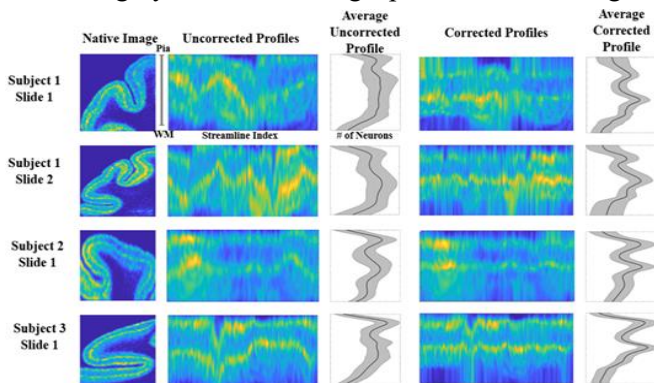 Native Image
Uncorrected Profiles
Average
Uncorrected
Profile
Corrected Profiles
Average
Corrected
Profile
Pia
WM
Subject 1
Slide 1
Streamline Index
# of Neurons
Subject 1
Slide 2
Subject 2
Slide 1
Subject 3
Slide 1